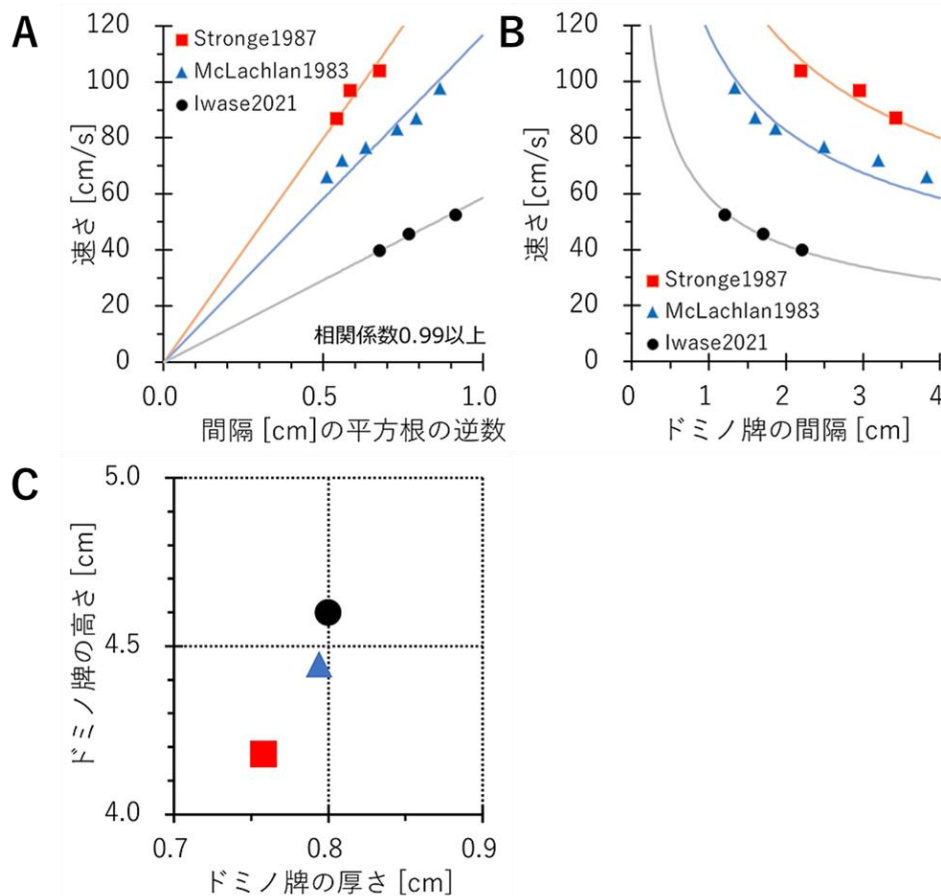 A
120
100
80
60
40
20
0
速さ [cm/s]
Stronge1987
McLachlan1983
Iwase2021
相関係数0.99以上
0.0
0.5
1.0
間隔 [cm]の平方根の逆数
B
120
100
80
60
40
20
0
速さ [cm/s]
Stronge1987
McLachlan1983
Iwase2021
0
1
2
3
4
ドミノ牌の間隔 [cm]
C
5.0
4.5
4.0
ドミノ牌の高さ [cm]
0.7
0.8
0.9
ドミノ牌の厚さ [cm]